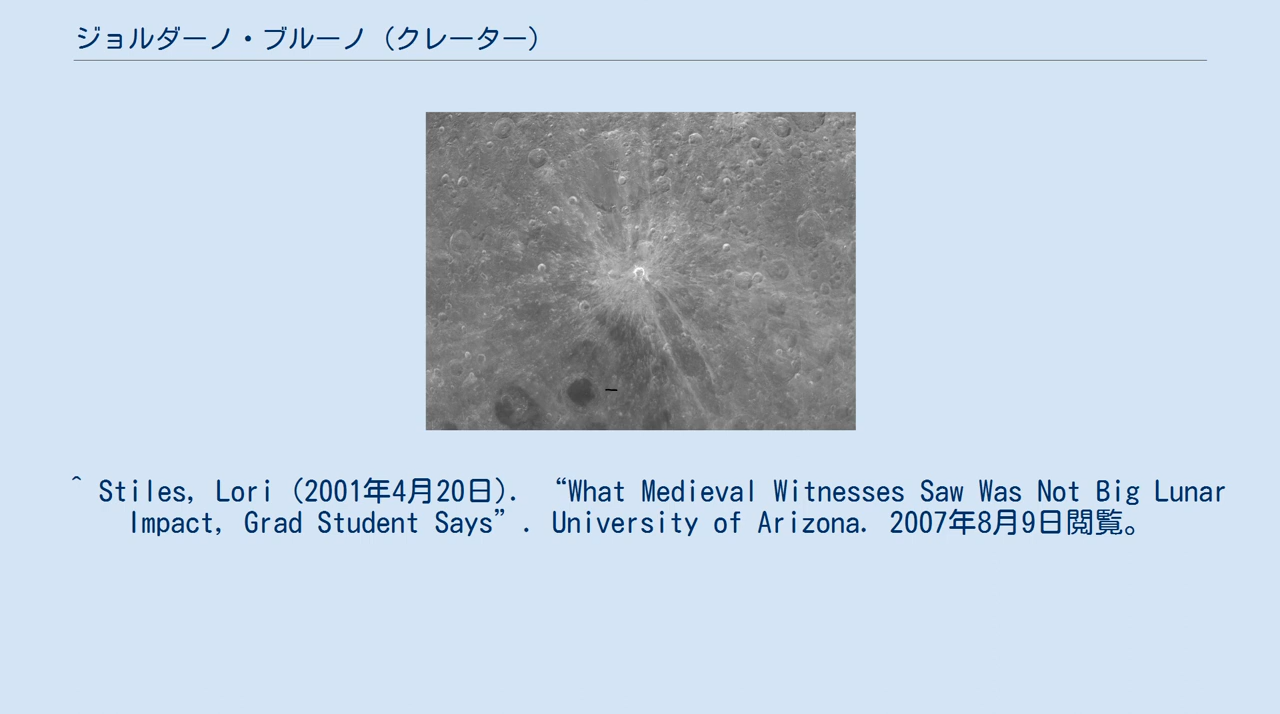 ジョルダーノ・ブルーノ（クレーター）
^ Stiles, Lori (2001年4月20日). “What Medieval Witnesses Saw Was Not Big Lunar
Impact, Grad Student Says”. University of Arizona. 2007年8月9日閲覧。